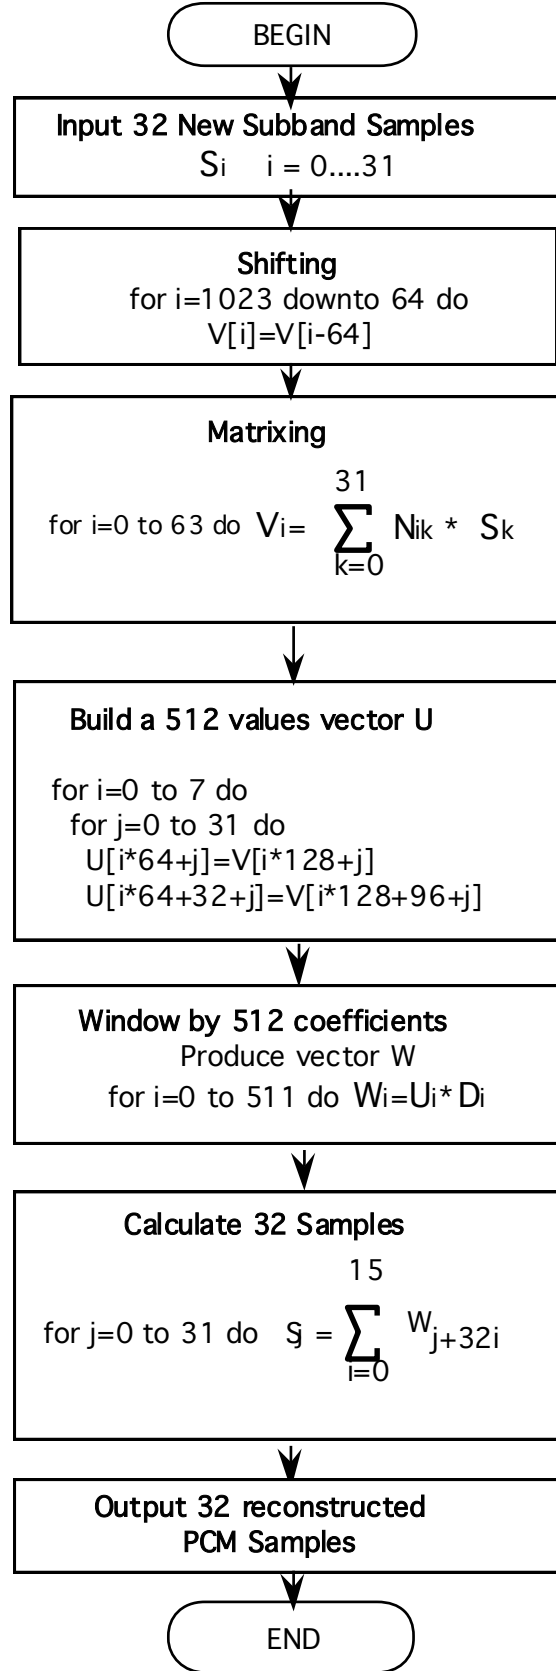 BEGIN
Input 32 New Subband Samples
Si i = 0....31
Shifting
for i=1023 downto 64 do
V[i]=V[i-64]
Matrixing
31
for i=0 to 63 do Vi= ∑ Nik * Sk
k=0
Build a 512 values vector U
for i=0 to 7 do
for j=0 to 31 do
U[i*64+j]=V[i*128+j]
U[i*64+32+j]=V[i*128+96+j]
Window by 512 coefficients
Produce vector W
for i=0 to 511 do Wi=Ui* Di
Calculate 32 Samples
15
for j=0 to 31 do Sj = ∑ Wj+32i
i=0
Output 32 reconstructed
PCM Samples
END